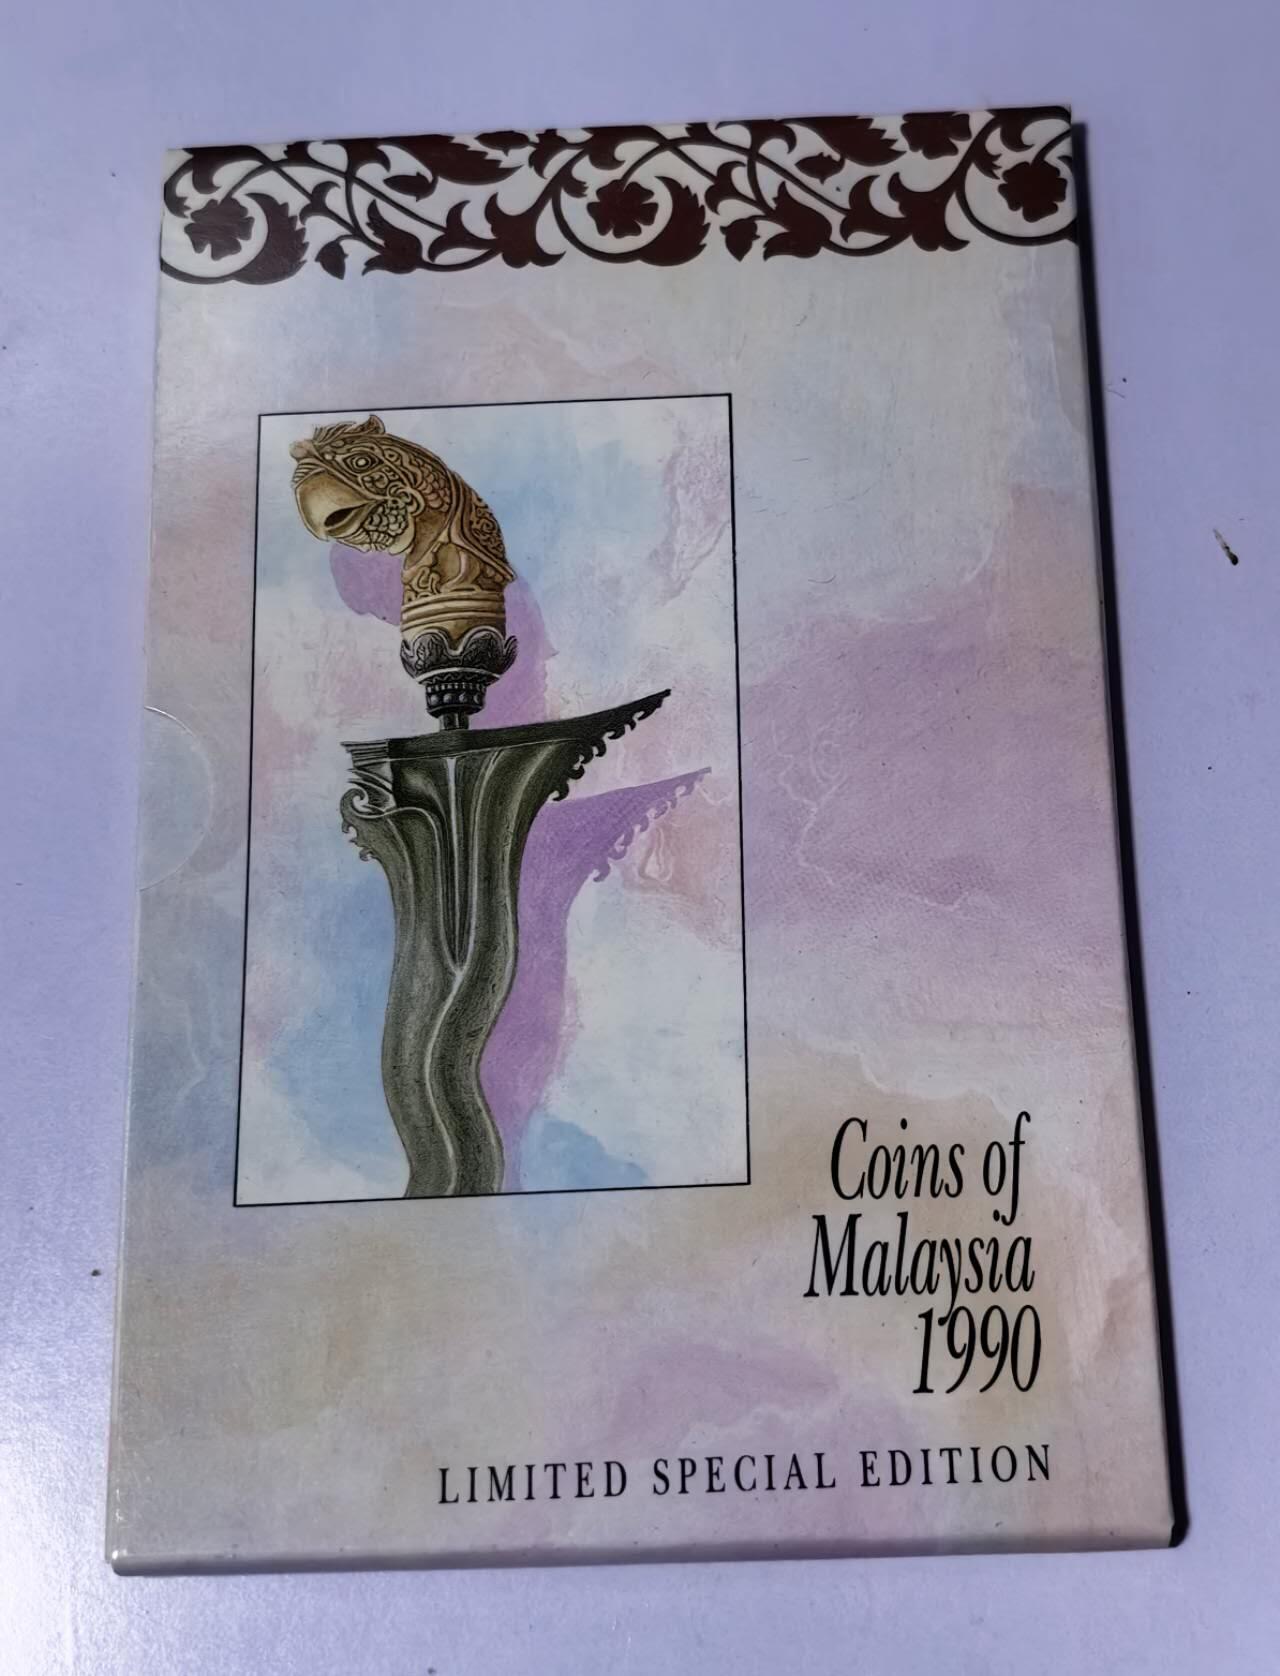 Coins of
Malaysia
1990
LIMITED SPECIAL EDITION